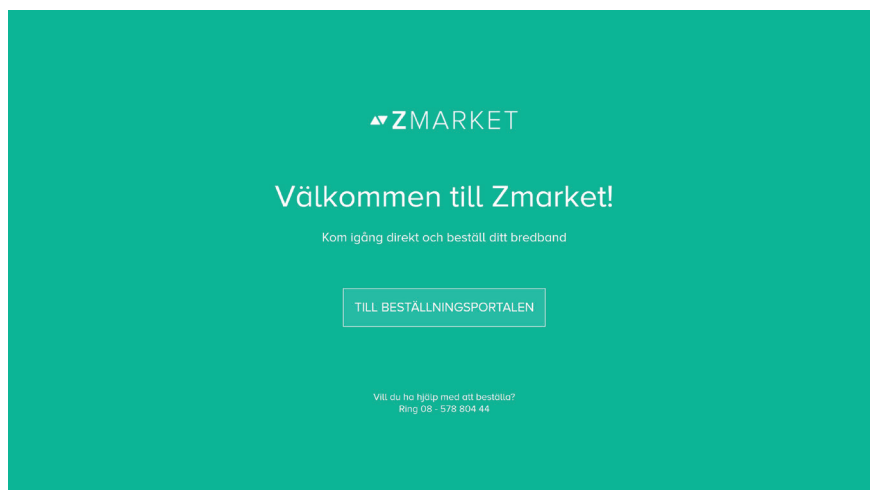 ZMARKET
Välkommen till Zmarket!
Kom igång direkt och beställ ditt bredband
TILL BESTÄLLNINGSPORTALEN
Vill du ha hjälp med att beställa?
Ring 08 - 578 804 44